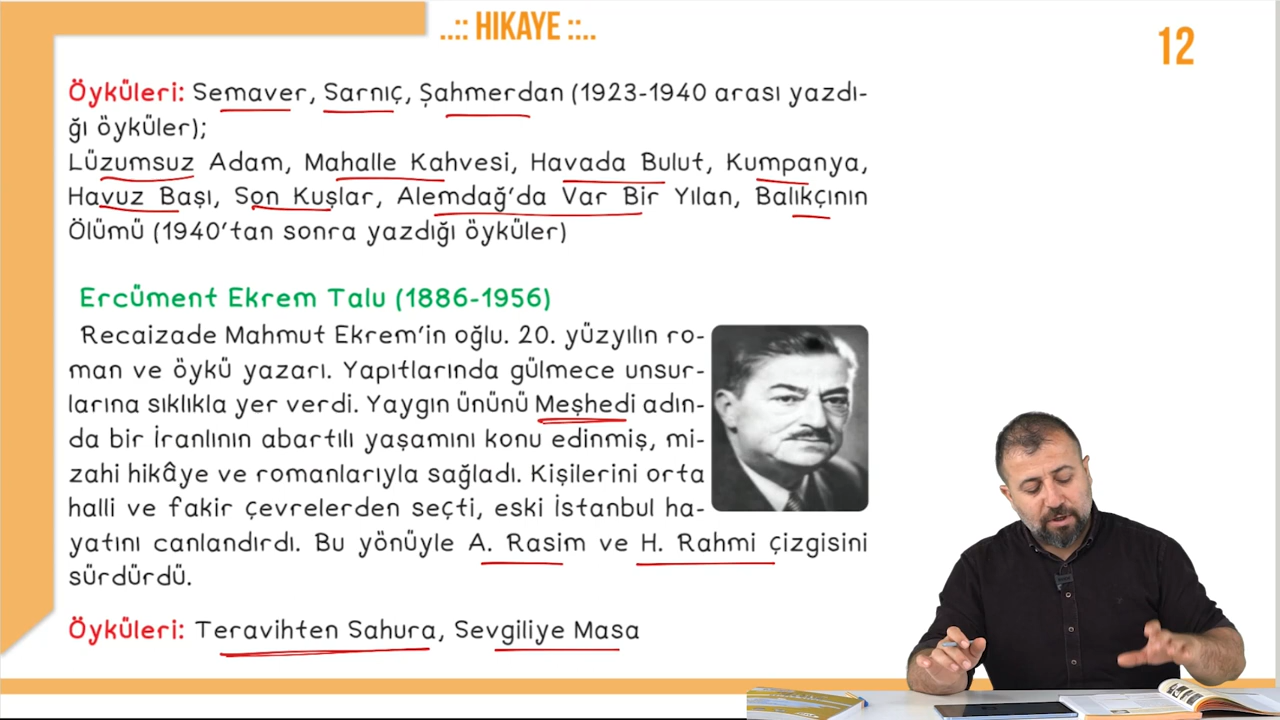 ..:: HIKAYE ::..
12
Öyküleri: Semaver, Sarnıç, Şahmerdan (1923-1940 arası yazdı-
ğı öyküler);
Lüzumsuz Adam, Mahalle Kahvesi, Havada Bulut, Kumpanya,
Havuz Başı, Son Kuşlar, Alemdağ'da Var Bir Yılan, Balıkçının
Ölümü (1940'tan sonra yazdığı öyküler)
Ercüment Ekrem Talu (1886-1956)
Recaizade Mahmut Ekrem'in oğlu. 20. yüzyılın ro-
man ve öykü yazarı. Yapıtlarında gülmece unsur-
larına sıklıkla yer verdi. Yaygın ününü Meşhedi adın-
da bir İranlının abartılı yaşamını konu edinmiş, mi-
zahi hikâye ve romanlarıyla sağladı. Kişilerini orta
halli ve fakir çevrelerden seçti, eski İstanbul ha-
yatını canlandırdı. Bu yönüyle A. Rasim ve H. Rahmi çizgisini
sürdürdü.
Öyküleri: Teravihten Sahura, Sevgiliye Masa